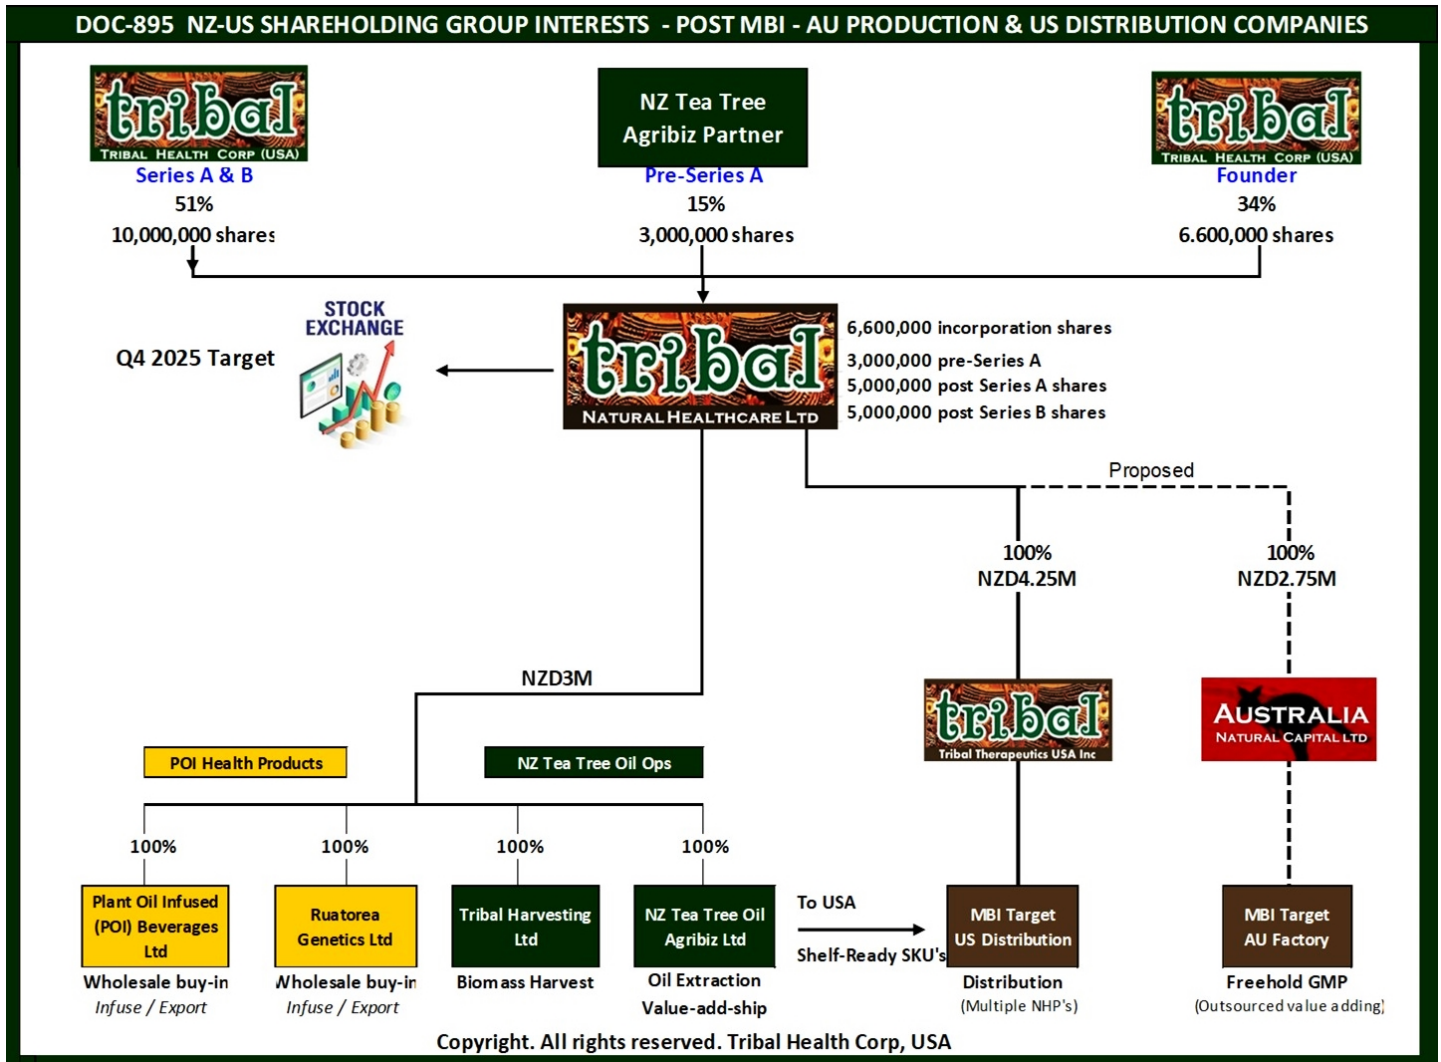 DOC-895 NZ-US SHAREHOLDING GROUP INTERESTS - POST MBI - AU PRODUCTION & US DISTRIBUTION COMPANIES
tribal
TRIBAL HEALTH CORP (USA)
Series A & B
51%
10,000,000 shares
NZ Tea Tree
Agribiz Partner
Pre-Series A
15%
3,000,000 shares
tribal
TRIBAL HEALTH CORP (USA)
Founder
34%
6.600,000 shares
STOCK
EXCHANGE
Q4 2025 Target
tribal
NATURAL HEALTHCARE LTD
6,600,000 incorporation shares
3,000,000 pre-Series A
5,000,000 post Series A shares
5,000,000 post Series B shares
Proposed
100%
NZD4.25M
100%
NZD2.75M
NZD3M
tribal
Tribal Therapeutics USA Inc
AUSTRALIA
NATURAL CAPITAL LTD
POI Health Products
NZ Tea Tree Oil Ops
100%
100%
100%
100%
Plant Oil Infused
(POI) Beverages
Ltd
Wholesale buy-in
Infuse / Export
Ruatorea
Genetics Ltd
Wholesale buy-in
Infuse / Export
Tribal Harvesting
Ltd
Biomass Harvest
NZ Tea Tree Oil
Agribiz Ltd
Oil Extraction
Value-add-ship
To USA
Shelf-Ready SKU's
MBI Target
US Distribution
Distribution
(Multiple NHP's)
MBI Target
AU Factory
Freehold GMP
(Outsourced value adding)
Copyright. All rights reserved. Tribal Health Corp, USA